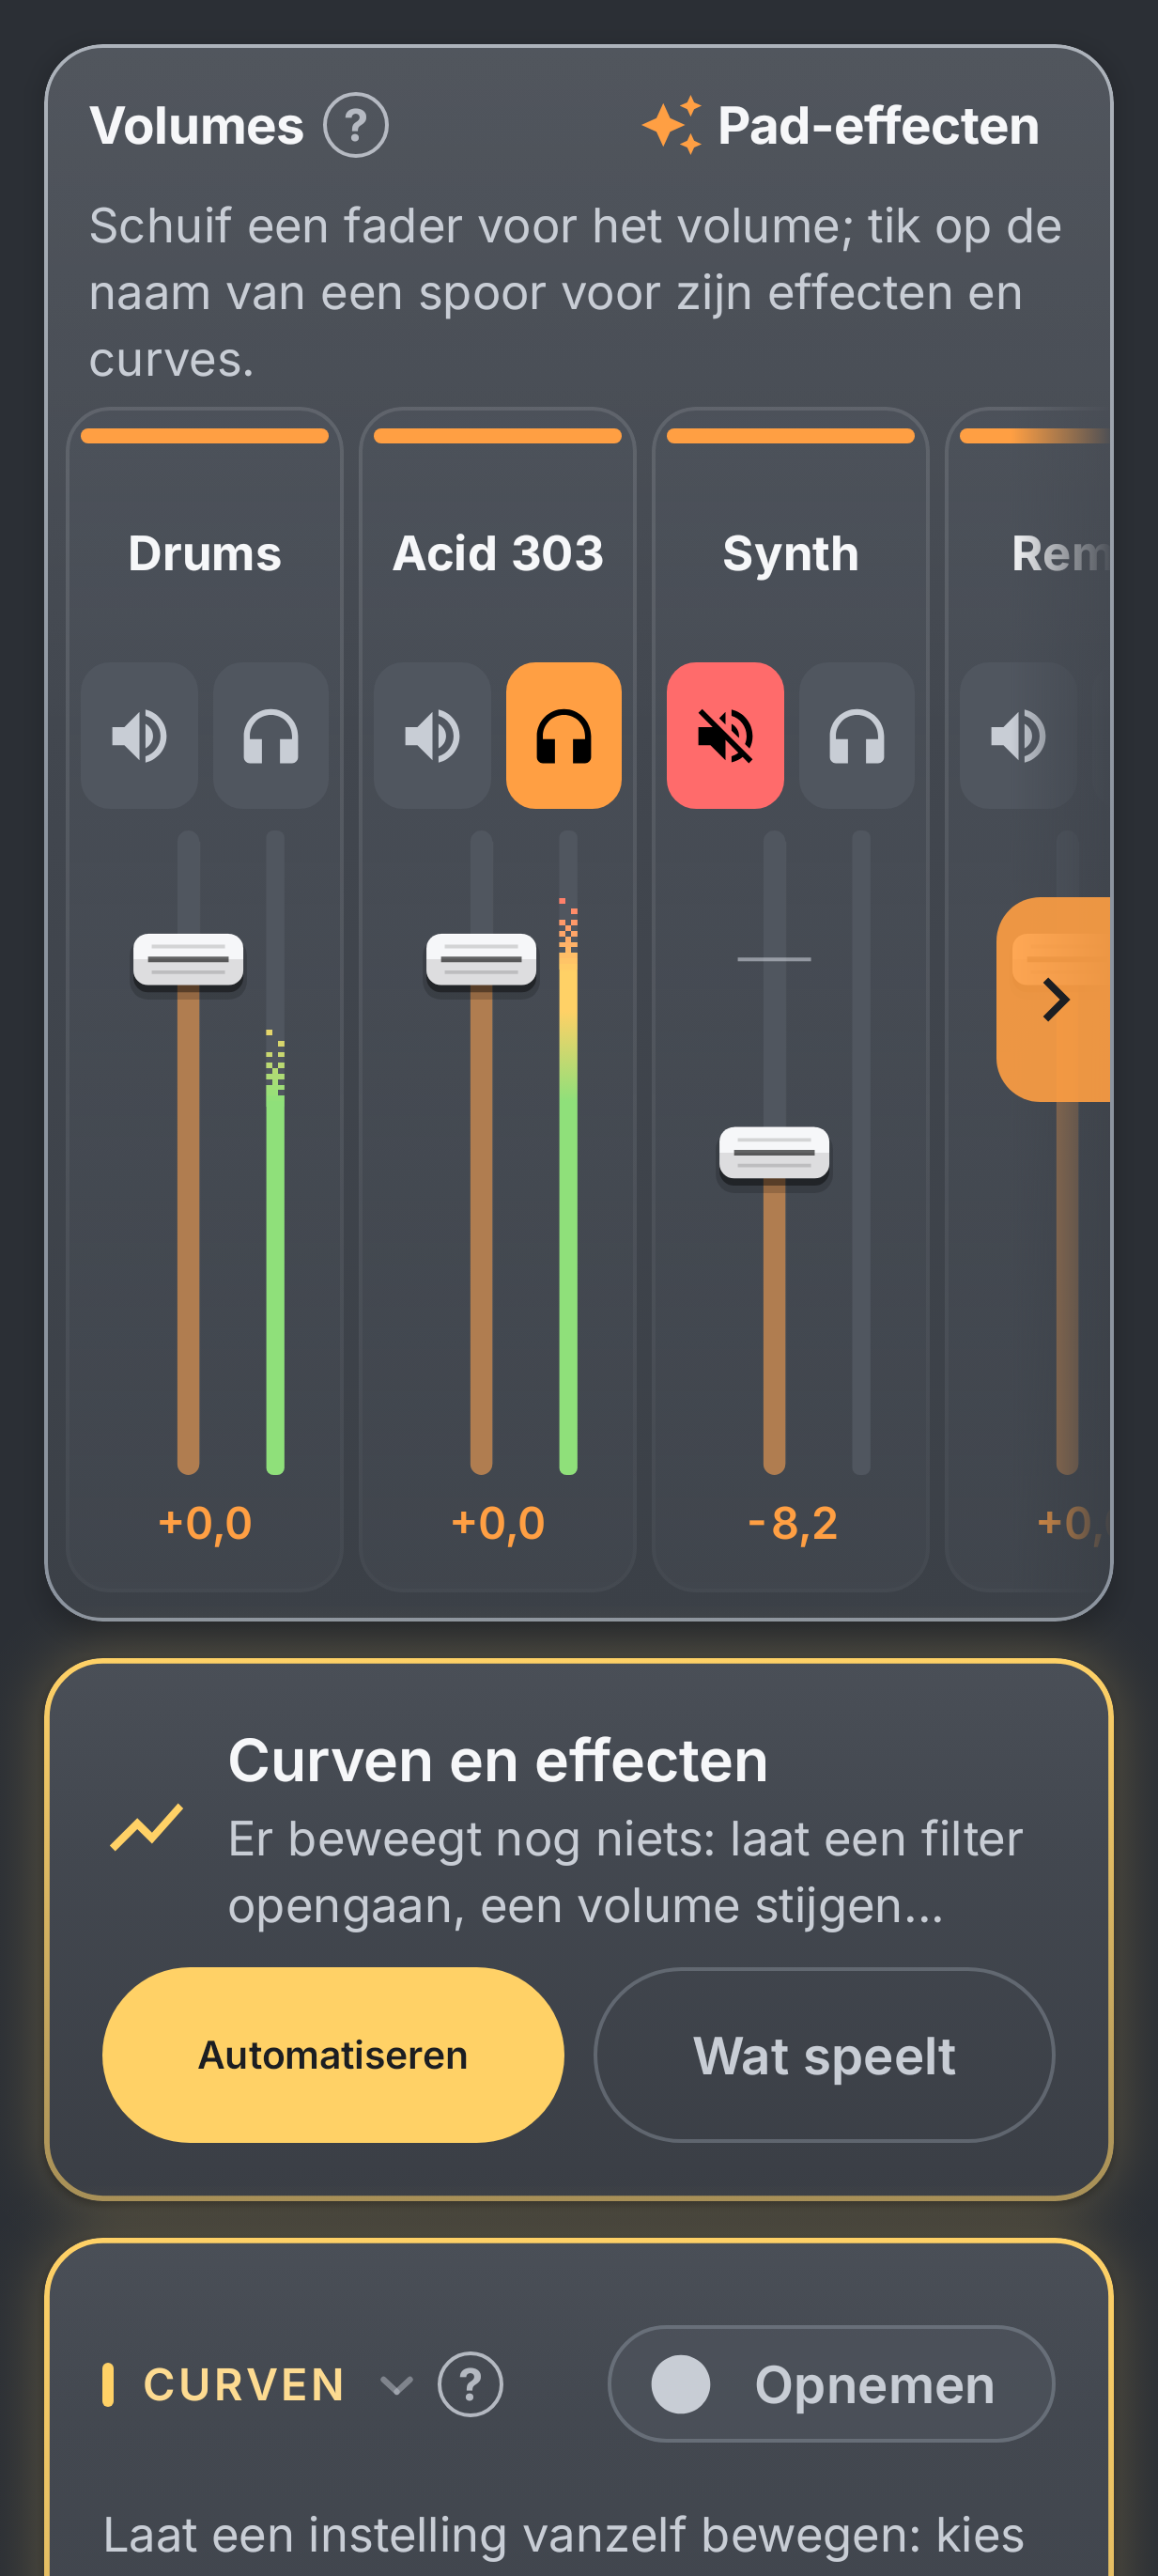 Volumes ?
Pad-effecten
Schuif een fader voor het volume; tik op de
naam van een spoor voor zijn effecten en
curves.
Drums
Acid 303
Synth
+0,0
+0,0
-8,2
Curven en effecten
Er beweegt nog niets: laat een filter
opengaan, een volume stijgen...
Automatiseren
Wat speelt
CURVEN ?
Opnemen
Laat een instelling vanzelf bewegen: kies